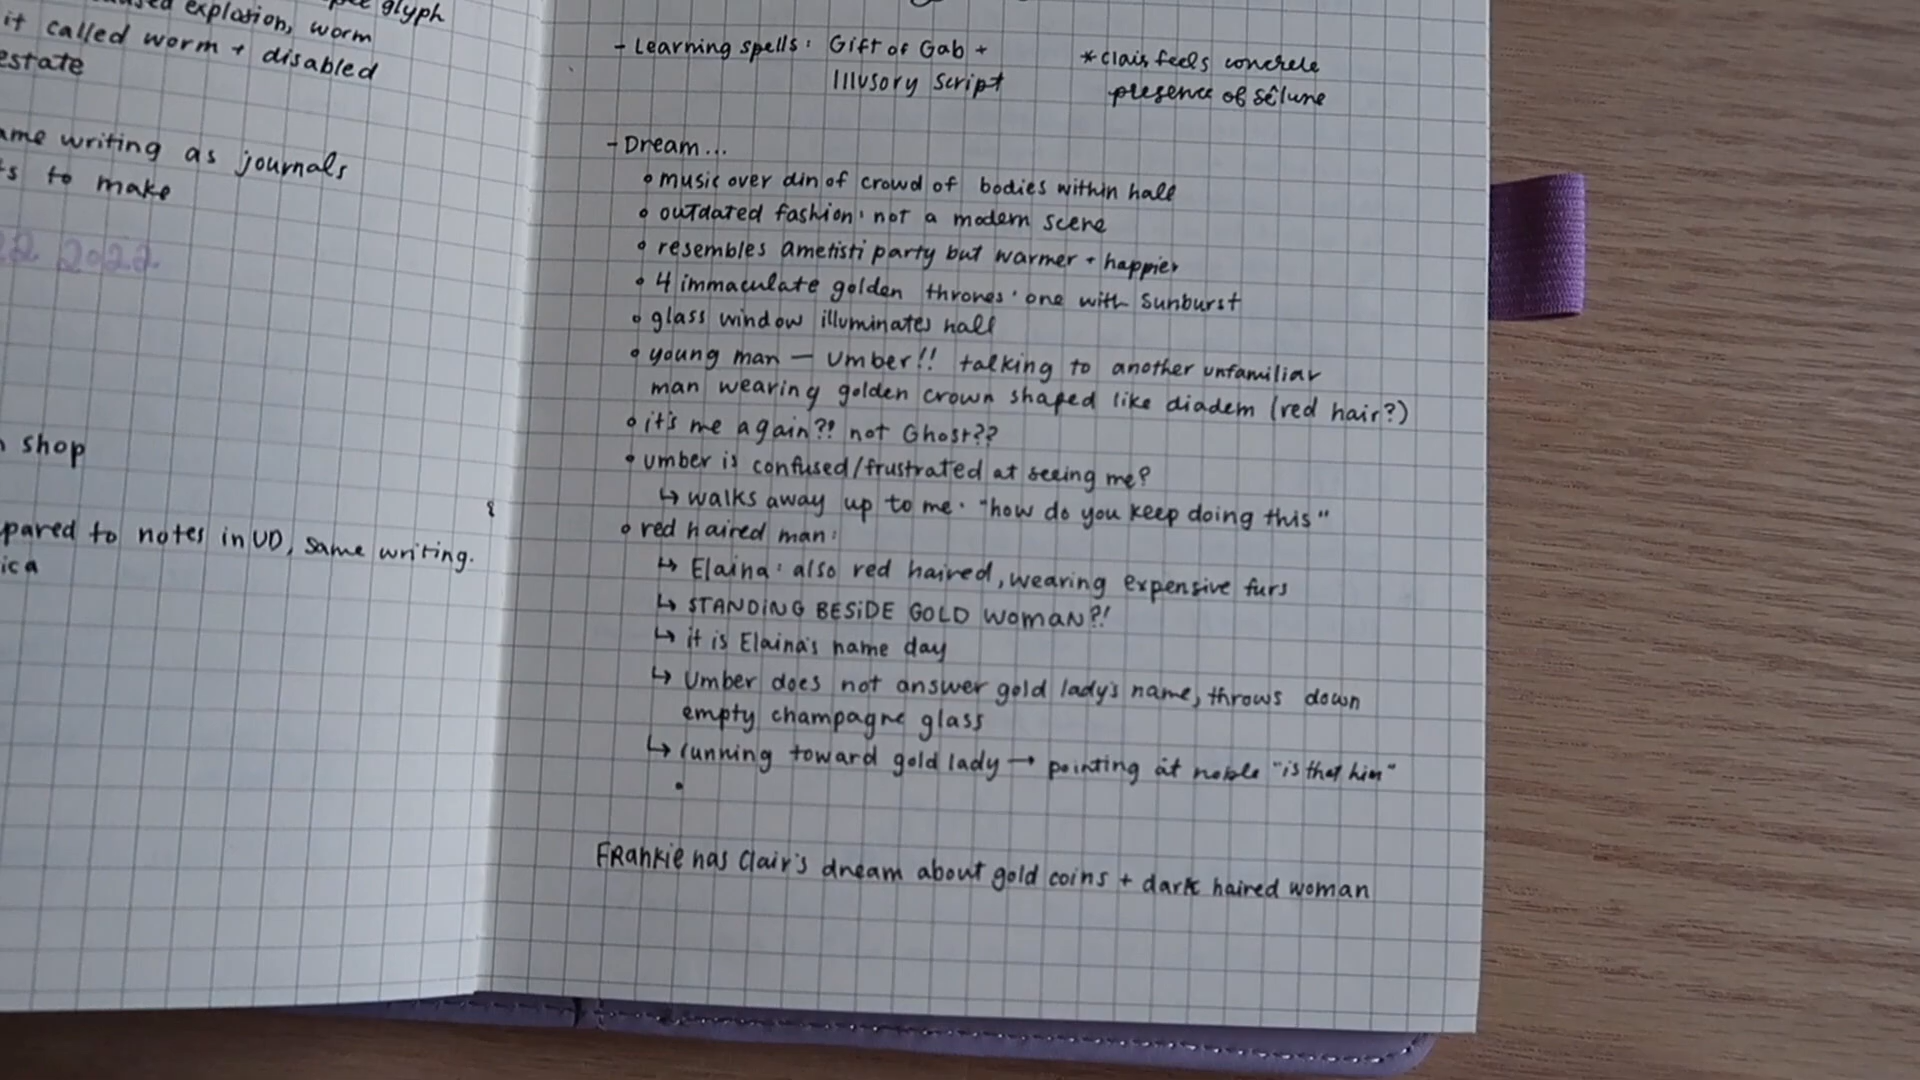 glyph
explosion, worm
it called worm + disabled
estate
writing as journals
to make
22 2022
shop
pared to notes in UD, same writing.
ica
- Learning spells: Gift of Gab +
Illusory Script
* Clair feels concrete
presence of sêlune
- Dream...
• music over din of crowd of bodies within hall
• outdated fashion · not a modern scene
• resembles ametisti party but warmer + happier
• 4 immaculate golden thrones · one with Sunburst
• glass window illuminates hall
• young man — Umber!! talking to another unfamiliar
man wearing golden crown shaped like diadem (red hair?)
• it's me again?! not Ghost??
• umber is confused/frustrated at seeing me?
↳ walks away up to me · "how do you keep doing this"
• red haired man:
↳ Elaina: also red haired, wearing expensive furs
↳ STANDING BESIDE GOLD WOMAN?!
↳ it is Elaina's name day
↳ Umber does not answer gold lady's name, throws down
empty champagne glass
↳ running toward gold lady → pointing at noble "is that him"
•
Frankie has Clair's dream about gold coins + dark haired woman